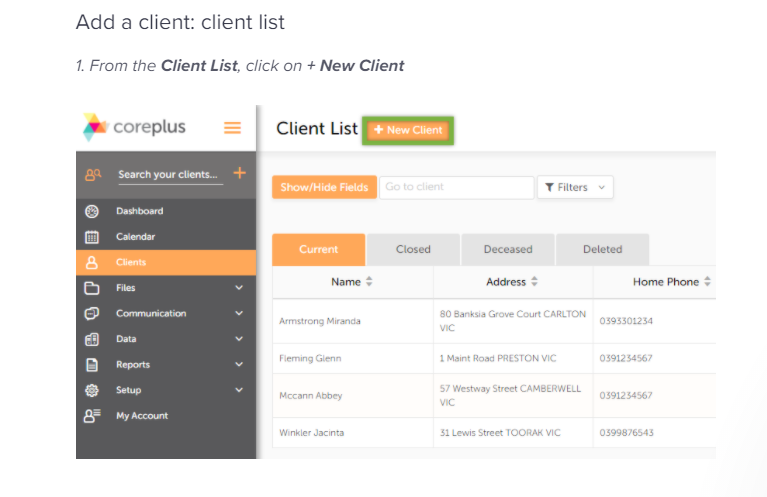 Add a client: client list
1. From the Client List, click on + New Client
coreplus
Client List
+ New Client
Search your clients...
+
Show/Hide Fields
Go to client
Filters
Dashboard
Calendar
Clients
Files
Communication
Data
Reports
Setup
My Account
Current Closed Deceased Deleted
Name Address Home Phone
Armstrong Miranda 80 Banksia Grove Court CARLTON 0393301234
VIC
Fleming Glenn 1 Maint Road PRESTON VIC 0391234567
Mccann Abbey 57 Westway Street CAMBERWELL 0391234567
VIC
Winkler Jacinta 31 Lewis Street TOORAK VIC 0399876543